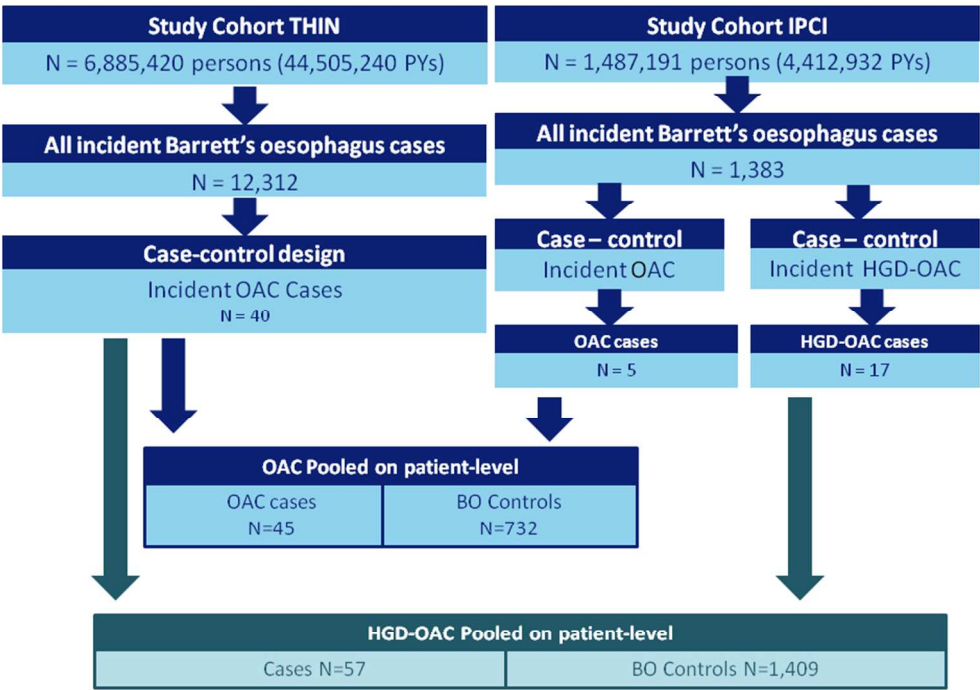 Study Cohort THIN
N = 6,885,420 persons (44,505,240 PYs)
All incident Barrett's oesophagus cases
N = 12,312
Case-control design
Incident OAC Cases
N = 40
Study Cohort IPCI
N = 1,487,191 persons (4,412,932 PYs)
All incident Barrett's oesophagus cases
N = 1,383
Case – control
Incident OAC
Case – control
Incident HGD-OAC
OAC cases
N = 5
HGD-OAC cases
N = 17
OAC Pooled on patient-level
OAC cases
N=45
BO Controls
N=732
HGD-OAC Pooled on patient-level
Cases N=57
BO Controls N=1,409